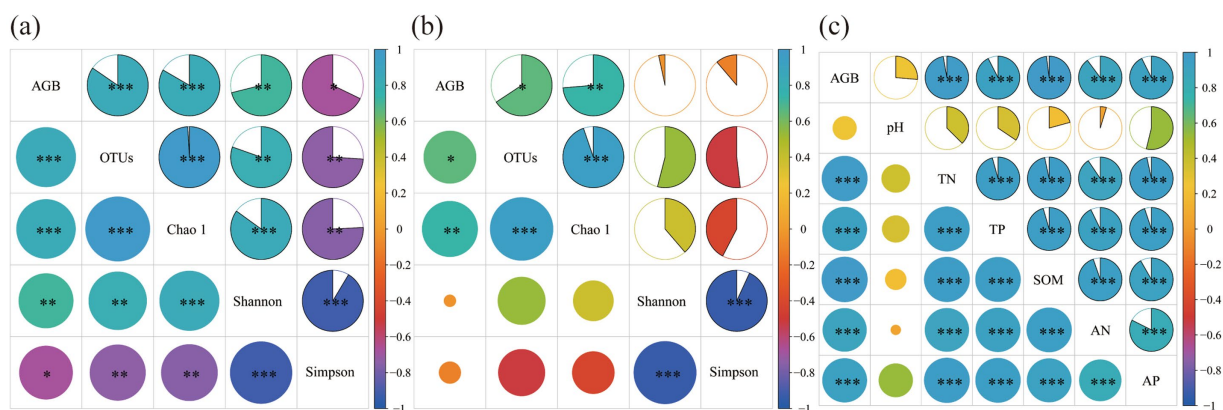 (a) (b) (c)
AGB *** *** ** *
*** OTUs *** ** **
*** *** Chao 1 *** **
** ** *** Shannon ***
* ** ** *** Simpson
1
0.8
0.6
0.4
0.2
0
-0.2
-0.4
-0.6
-0.8
-1
AGB * **
* OTUs ***
** *** Chao 1
Shannon ***
*** Simpson
1
0.8
0.6
0.4
0.2
0
-0.2
-0.4
-0.6
-0.8
-1
AGB *** *** *** *** ***
pH
*** TN *** *** *** ***
*** *** TP *** *** ***
*** *** *** SOM *** ***
*** *** *** *** AN ***
*** *** *** *** *** AP
1
0.8
0.6
0.4
0.2
0
-0.2
-0.4
-0.6
-0.8
-1